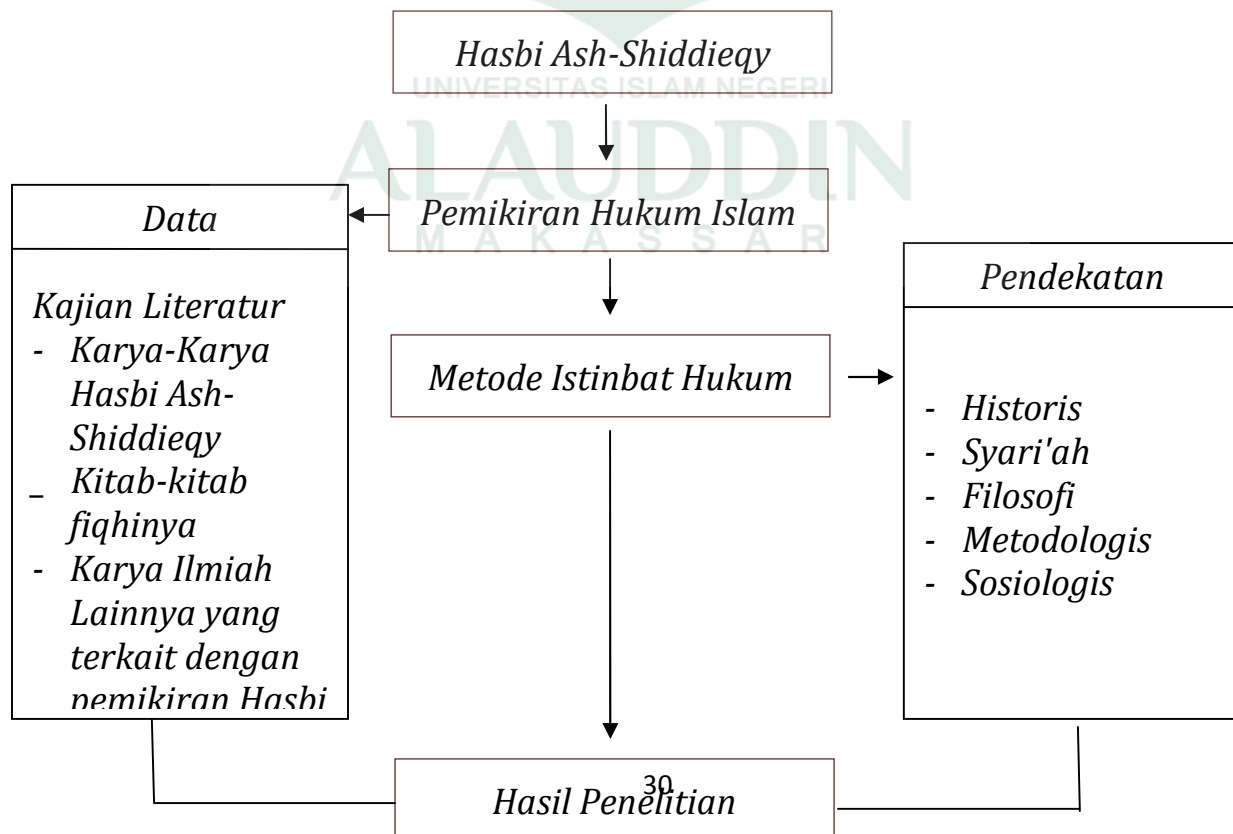 Hasbi Ash-Shiddieqy
UNIVERSITAS ISLAM NEGERI
ALAUDDIN
MAKASSAR
Pemikiran Hukum Islam
Data
Kajian Literatur
- Karya-Karya
Hasbi Ash-
Shiddieqy
– Kitab-kitab
fiqhinya
- Karya Ilmiah
Lainnya yang
terkait dengan
pemikiran Hasbi
Metode Istinbat Hukum
Pendekatan
- Historis
- Syari'ah
- Filosofi
- Metodologis
- Sosiologis
30
Hasil Penelitian